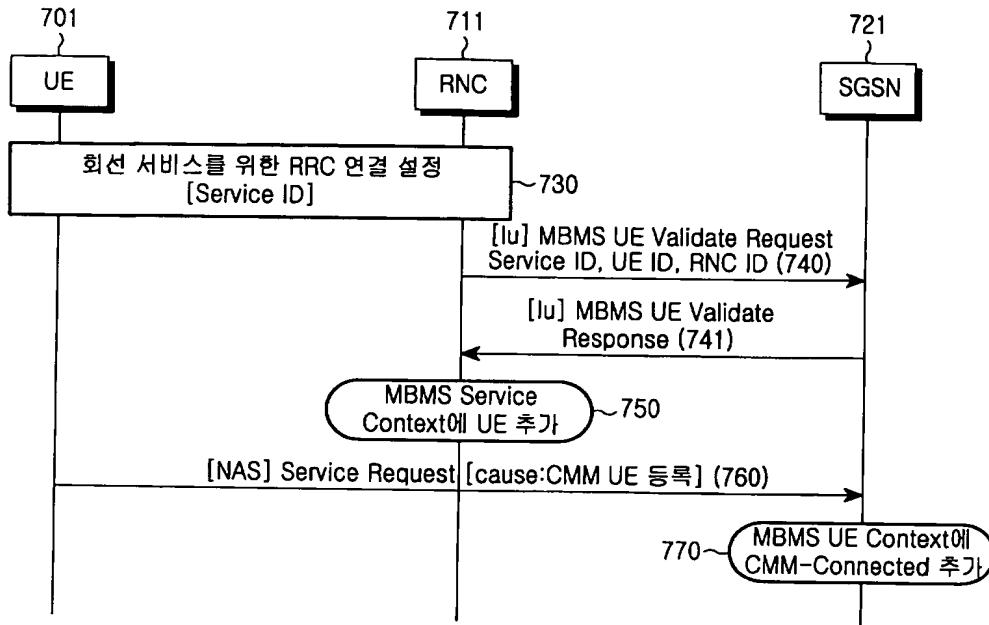 701
711
721
UE
RNC
SGSN
회선 서비스를 위한 RRC 연결 설정
[Service ID]
730
[Iu] MBMS UE Validate Request
Service ID, UE ID, RNC ID (740)
[Iu] MBMS UE Validate
Response (741)
MBMS Service
Context에 UE 추가
750
[NAS] Service Request [cause:CMM UE 등록] (760)
770
MBMS UE Context에
CMM-Connected 추가